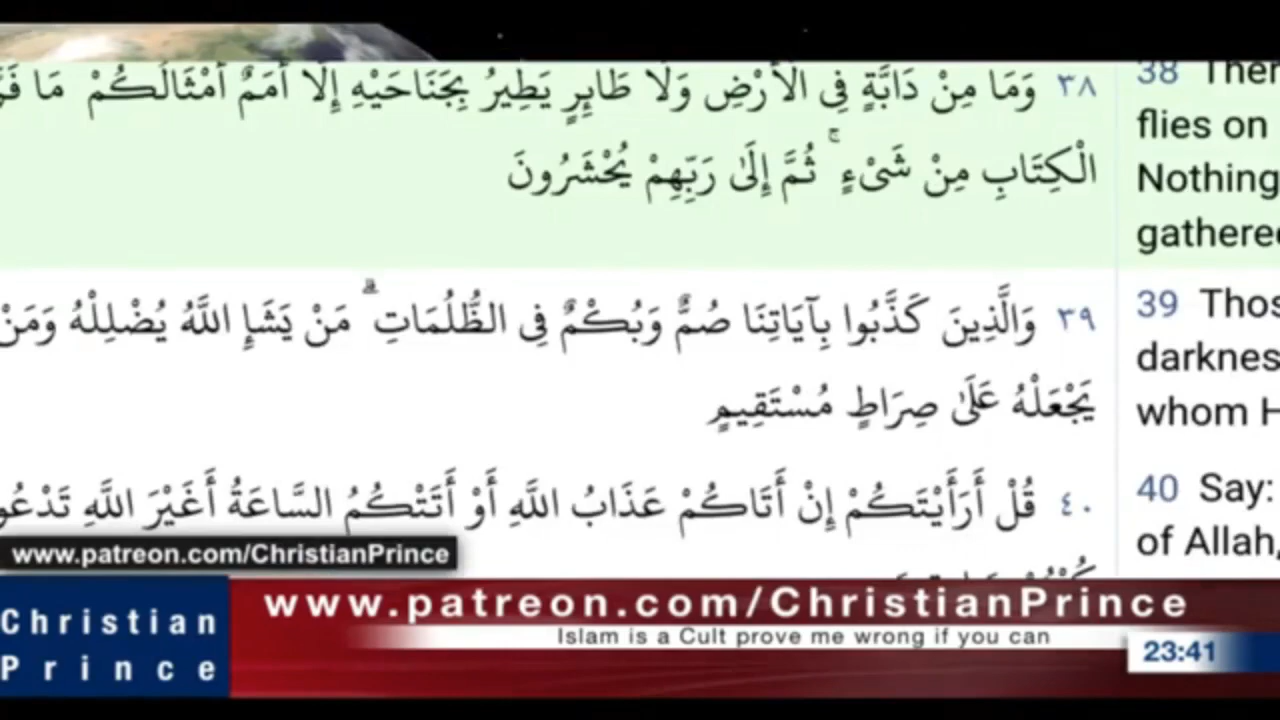 ٣٨ وَمَا مِنْ دَابَّةٍ فِى الْأَرْضِ وَلَا طَائِرٍ يَطِيرُ بِجَنَاحَيْهِ إِلَّا أُمَمٌ أَمْثَالُكُمْ مَا
الْكِتَابِ مِنْ شَىْءٍ ۚ ثُمَّ إِلَىٰ رَبِّهِمْ يُحْشَرُونَ
٣٩ وَالَّذِينَ كَذَّبُوا بِآيَاتِنَا صُمٌّ وَبُكْمٌ فِى الظُّلُمَاتِ ۗ مَنْ يَشَإِ اللَّهُ يُضْلِلْهُ وَمَنْ
يَجْعَلْهُ عَلَىٰ صِرَاطٍ مُسْتَقِيمٍ
٤٠ قُلْ أَرَأَيْتَكُمْ إِنْ أَتَاكُمْ عَذَابُ اللَّهِ أَوْ أَتَتْكُمُ السَّاعَةُ أَغَيْرَ اللَّهِ
38 Ther
flies on
Nothing
gathere
39 Thos
darknes
whom H
40 Say:
of Allah,
www.patreon.com/ChristianPrince
Christian
Prince
www.patreon.com/ChristianPrince
Islam is a Cult prove me wrong if you can
23:41